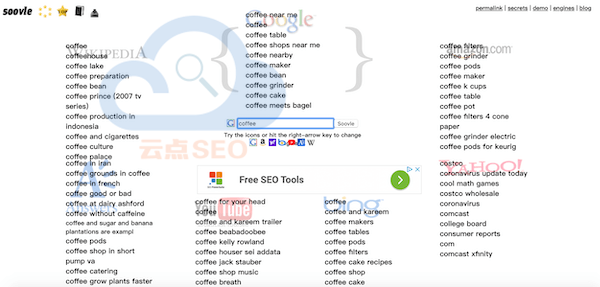 soovle
permalink | secrets | demo | engines | blog
Google
coffee near me
coffee
coffee table
coffee shops near me
coffee nearby
coffee maker
coffee bean
coffee grinder
coffee cake
coffee meets bagel
coffee
Soovle
Try the icons or hit the right-arrow key to change
WIKIPEDIA
coffee
coffeehouse
coffee lake
coffee preparation
coffee bean
coffee prince (2007 tv
series)
coffee production in
indonesia
coffee and cigarettes
coffee culture
coffee palace
amazon.com
coffee filters
coffee grinder
coffee pods
coffee maker
coffee k cups
coffee table
coffee pot
coffee filters 4 cone
paper
coffee grinder electric
coffee pods for keurig
云点SEO
Free SEO Tools
coffee in iran
compounds in coffee
coffee in french
coffee good or bad
coffee at dairy ashford
coffee without caffeine
coffee and sugar and banana
plantations are exampl
coffee pods
coffee shop in short
pump va
coffee catering
coffee grow plants faster
YouTube
coffee for your head
coffee
coffee and kareem trailer
coffee beabadoobee
coffee kelly rowland
coffee houser sei addata
coffee jack stauber
coffee shop music
coffee breath
bing
coffee
coffee and kareem
coffee makers
coffee tables
coffee pods
coffee filters
coffee cake recipes
coffee shop
coffee cake
YAHOO!
costco
coronavirus update today
cool math games
costco wholesale
coronavirus
comcast
college board
consumer reports
com
comcast xfinity